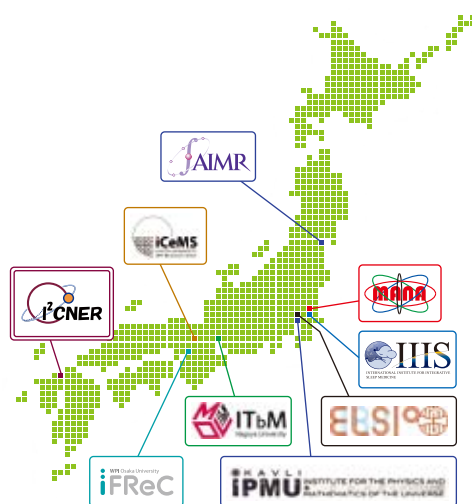 AIMR
iCeMS
I²CNER
MANA
IIIS
INTERNATIONAL INSTITUTE FOR INTEGRATIVE
SLEEP MEDICINE
ITbM
Nagoya University
ELSI
WPI Osaka University
iFReC
KAVLI
IPMU INSTITUTE FOR THE PHYSICS AND
MATHEMATICS OF THE UNIVERSE